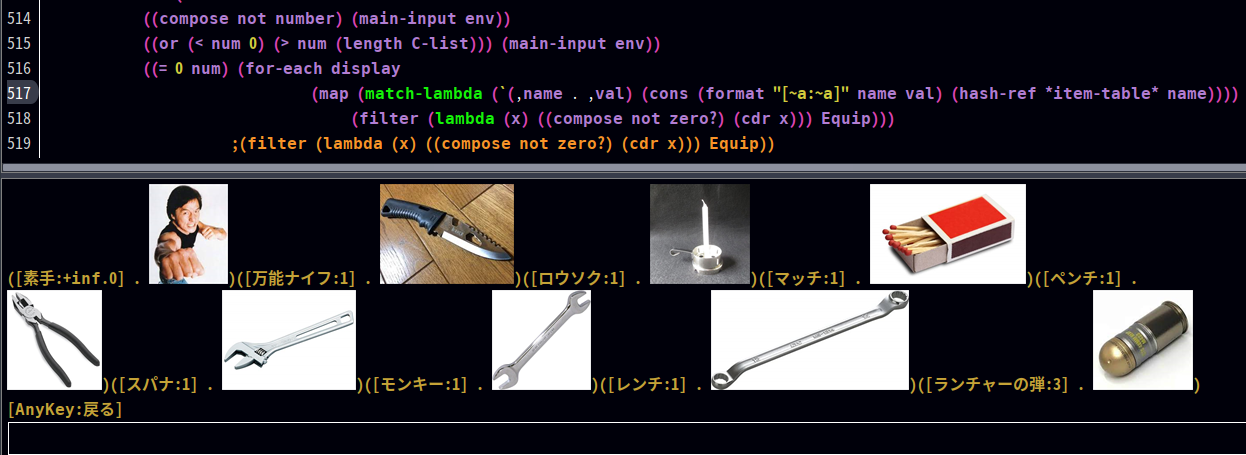 514 ((compose not number) (main-input env))
515 ((or (< num 0) (> num (length C-list))) (main-input env))
516 ((= 0 num) (for-each display
517 (map (match-lambda (`(,name . ,val) (cons (format "[~a:~a]" name val) (hash-ref *item-table* name))))
518 (filter (lambda (x) ((compose not zero?) (cdr x))) Equip)))
519 ;(filter (lambda (x) ((compose not zero?) (cdr x))) Equip))
([素手:+inf.0] . )([万能ナイフ:1] . )([ロウソク:1] . )([マッチ:1] . )([ペンチ:1] .
)([スパナ:1] . )([モンキー:1] . )([レンチ:1] . )([ランチャーの弾:3] . )
[AnyKey:戻る]